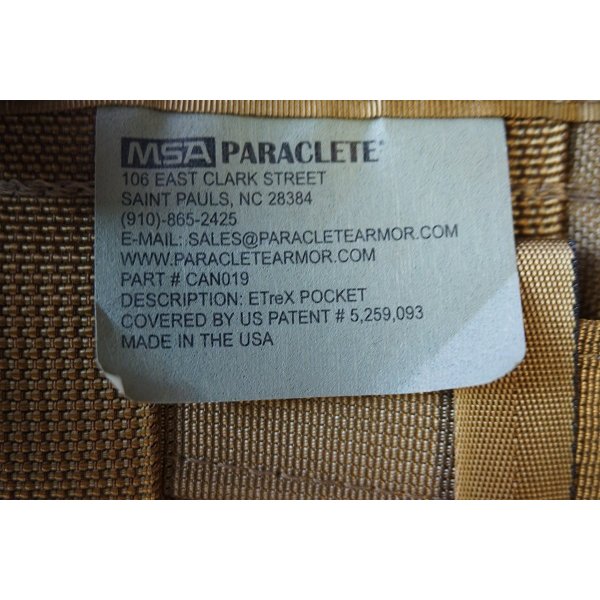 MSA PARACLETE®
106 EAST CLARK STREET
SAINT PAULS, NC 28384
(910)-865-2425
E-MAIL: SALES@PARACLETEARMOR.COM
WWW.PARACLETEARMOR.COM
PART # CAN019
DESCRIPTION: ETreX POCKET
COVERED BY US PATENT # 5,259,093
MADE IN THE USA